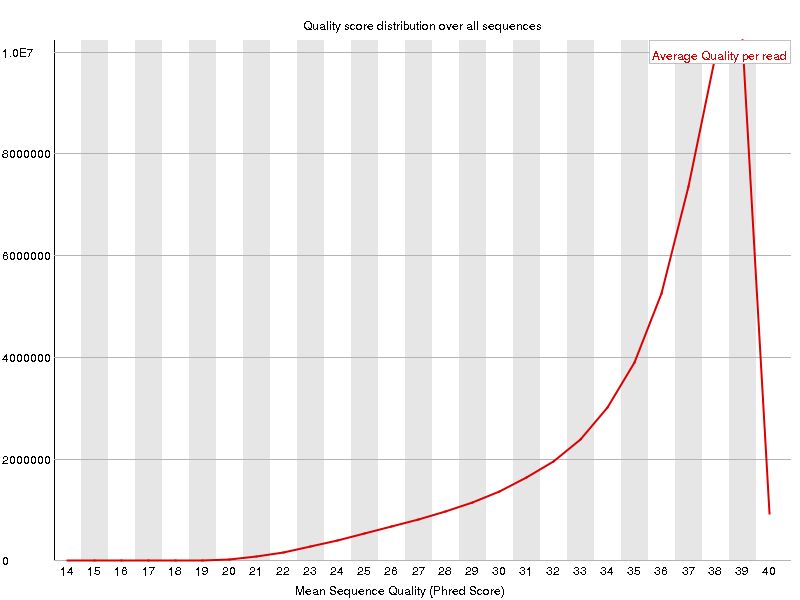 Quality score distribution over all sequences
Average Quality per read
1.0E7
8000000
6000000
4000000
2000000
0
14 15 16 17 18 19 20 21 22 23 24 25 26 27 28 29 30 31 32 33 34 35 36 37 38 39 40
Mean Sequence Quality (Phred Score)